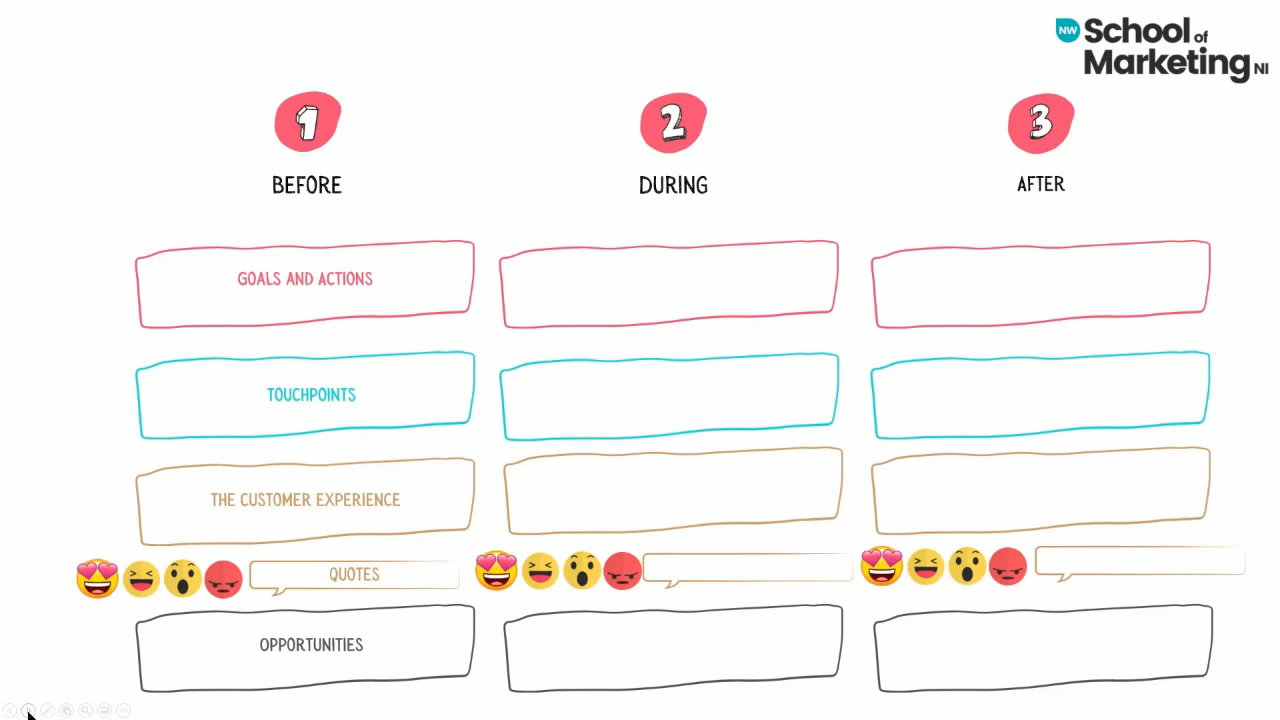 NW
School of
Marketing NI
1
2
3
BEFORE
DURING
AFTER
GOALS AND ACTIONS
TOUCHPOINTS
THE CUSTOMER EXPERIENCE
QUOTES
OPPORTUNITIES